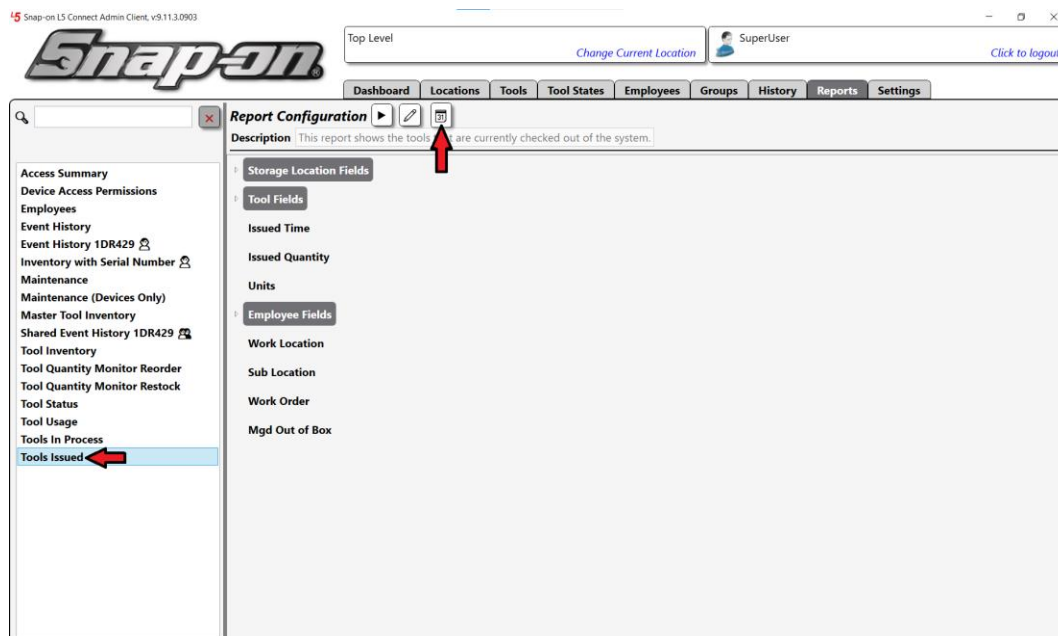 L5 Snap-on L5 Connect Admin Client, v:9.11.3.0903
Snap-on
Top Level
Change Current Location
SuperUser
Click to logout
Dashboard Locations Tools Tool States Employees Groups History Reports Settings
Report Configuration
31
Description This report shows the tools that are currently checked out of the system.
Access Summary
Device Access Permissions
Employees
Event History
Event History 1DR429
Inventory with Serial Number
Maintenance
Maintenance (Devices Only)
Master Tool Inventory
Shared Event History 1DR429
Tool Inventory
Tool Quantity Monitor Reorder
Tool Quantity Monitor Restock
Tool Status
Tool Usage
Tools In Process
Tools Issued
Storage Location Fields
Tool Fields
Issued Time
Issued Quantity
Units
Employee Fields
Work Location
Sub Location
Work Order
Mgd Out of Box